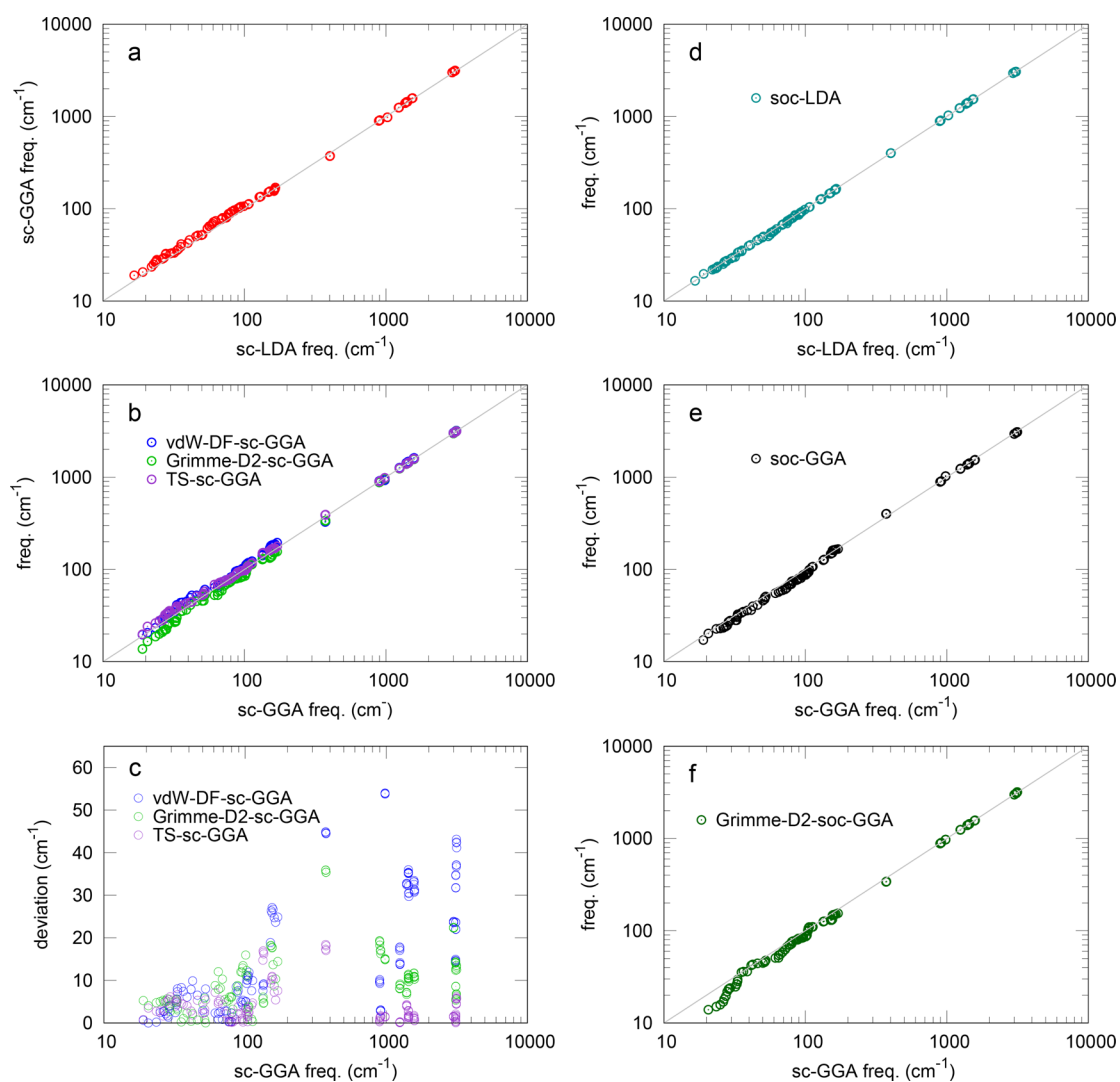 a
10000
1000
100
10
sc-GGA freq. (cm-1)
10 100 1000 10000
sc-LDA freq. (cm-1)
d
soc-LDA
10000
1000
100
10
freq. (cm-1)
10 100 1000 10000
sc-LDA freq. (cm-1)
b
vdW-DF-sc-GGA
Grimme-D2-sc-GGA
TS-sc-GGA
10000
1000
100
10
freq. (cm-1)
10 100 1000 10000
sc-GGA freq. (cm-)
e
soc-GGA
10000
1000
100
10
freq. (cm-1)
10 100 1000 10000
sc-GGA freq. (cm-1)
c
vdW-DF-sc-GGA
Grimme-D2-sc-GGA
TS-sc-GGA
60
50
40
30
20
10
0
deviation (cm-1)
10 100 1000 10000
sc-GGA freq. (cm-1)
f
Grimme-D2-soc-GGA
10000
1000
100
10
freq. (cm-1)
10 100 1000 10000
sc-GGA freq. (cm-1)